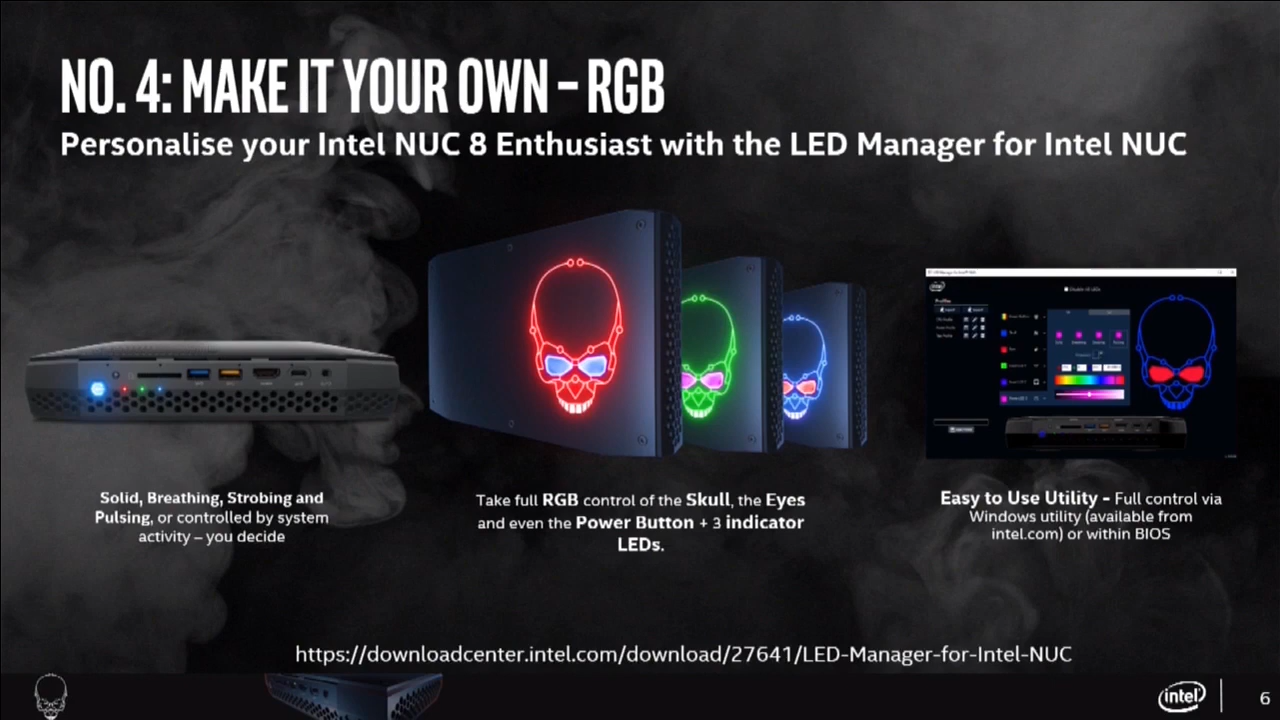 NO. 4: MAKE IT YOUR OWN – RGB
Personalise your Intel NUC 8 Enthusiast with the LED Manager for Intel NUC
Solid, Breathing, Strobing and
Pulsing, or controlled by system
activity – you decide
Take full RGB control of the Skull, the Eyes
and even the Power Button + 3 indicator
LEDs.
Easy to Use Utility – Full control via
Windows utility (available from
intel.com) or within BIOS
https://downloadcenter.intel.com/download/27641/LED-Manager-for-Intel-NUC
intel
6